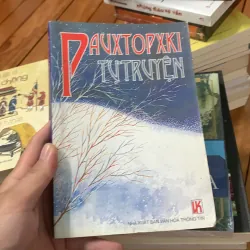 PAUXTOPXKI
TỰ TRUYỆN
NHÀ XUẤT BẢN VĂN HÓA THÔNG TIN